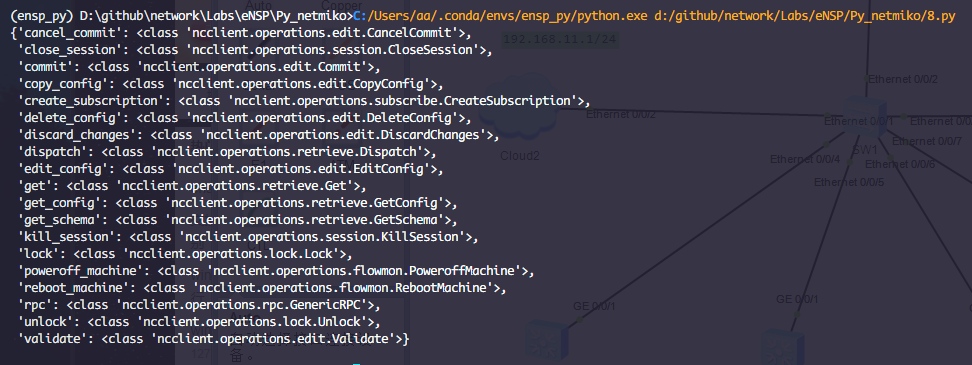 (ensp_py) D:\github\network\Labs\eNSP\Py_netmiko>C:/Users/aa/.conda/envs/ensp_py/python.exe d:/github/network/Labs/eNSP/Py_netmiko/8.py
{'cancel_commit': <class 'ncclient.operations.edit.CancelCommit'>,
'close_session': <class 'ncclient.operations.session.CloseSession'>,
'commit': <class 'ncclient.operations.edit.Commit'>,
'copy_config': <class 'ncclient.operations.edit.CopyConfig'>,
'create_subscription': <class 'ncclient.operations.subscribe.CreateSubscription'>,
'delete_config': <class 'ncclient.operations.edit.DeleteConfig'>,
'discard_changes': <class 'ncclient.operations.edit.DiscardChanges'>,
'dispatch': <class 'ncclient.operations.retrieve.Dispatch'>,
'edit_config': <class 'ncclient.operations.edit.EditConfig'>,
'get': <class 'ncclient.operations.retrieve.Get'>,
'get_config': <class 'ncclient.operations.retrieve.GetConfig'>,
'get_schema': <class 'ncclient.operations.retrieve.GetSchema'>,
'kill_session': <class 'ncclient.operations.session.KillSession'>,
'lock': <class 'ncclient.operations.lock.Lock'>,
'poweroff_machine': <class 'ncclient.operations.flowmon.PoweroffMachine'>,
'reboot_machine': <class 'ncclient.operations.flowmon.RebootMachine'>,
'rpc': <class 'ncclient.operations.rpc.GenericRPC'>,
'unlock': <class 'ncclient.operations.lock.Unlock'>,
'validate': <class 'ncclient.operations.edit.Validate'>}
Auto
Copper
192.168.11.1/24
Ethernet 0/0/2
Ethernet 0/0/2
Ethernet 0/0/1
Ethernet 0/0/7
Cloud2
SW1
Ethernet 0/0/4
Ethernet 0/0/6
Ethernet 0/0/5
GE 0/0/1
GE 0/0/1